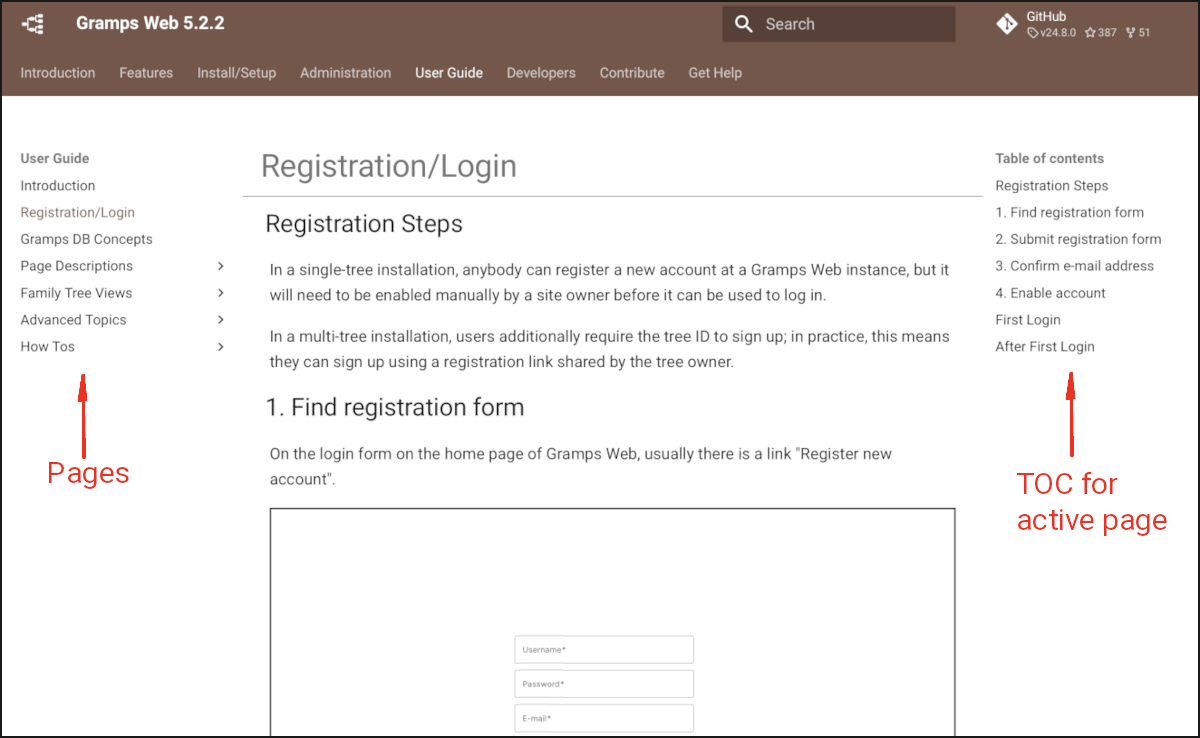 Gramps Web 5.2.2
Search
GitHub
v24.8.0 387 51
Introduction Features Install/Setup Administration User Guide Developers Contribute Get Help
User Guide
Introduction
Registration/Login
Gramps DB Concepts
Page Descriptions
Family Tree Views
Advanced Topics
How Tos
Pages
Registration/Login
Registration Steps
In a single-tree installation, anybody can register a new account at a Gramps Web instance, but it
will need to be enabled manually by a site owner before it can be used to log in.
In a multi-tree installation, users additionally require the tree ID to sign up; in practice, this means
they can sign up using a registration link shared by the tree owner.
1. Find registration form
On the login form on the home page of Gramps Web, usually there is a link "Register new
account".
Username*
Password*
E-mail*
Table of contents
Registration Steps
1. Find registration form
2. Submit registration form
3. Confirm e-mail address
4. Enable account
First Login
After First Login
TOC for
active page